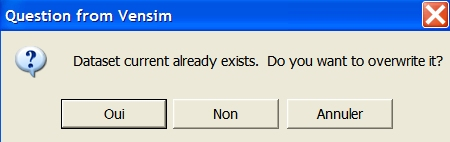 Question from Vensim
Dataset current already exists. Do you want to overwrite it?
Oui Non Annuler